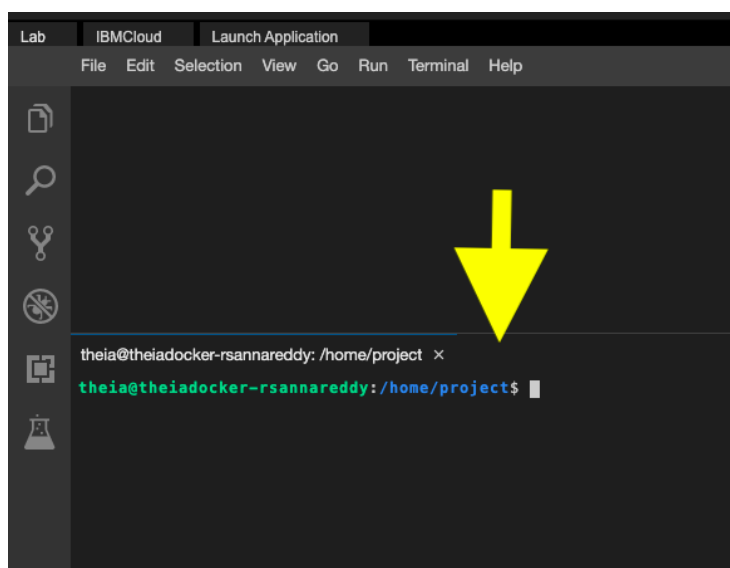 Lab IBMCloud Launch Application
File Edit Selection View Go Run Terminal Help
theia@theiadocker-rsannareddy: /home/project ×
theia@theiadocker-rsannareddy:/home/project$